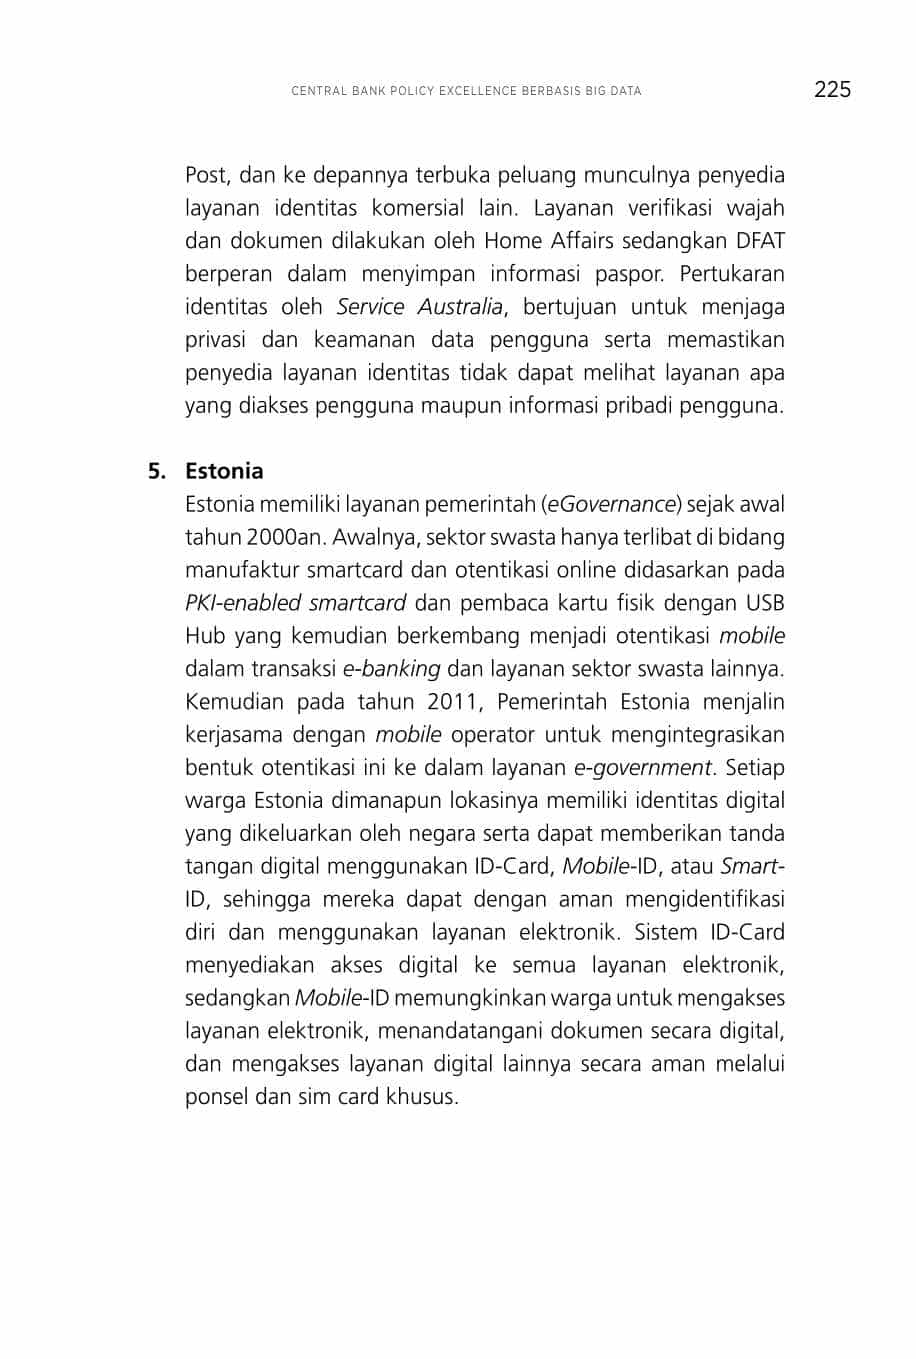 CENTRAL BANK POLICY EXCELLENCE BERBASIS BIG DATA
225
Post, dan ke depannya terbuka peluang munculnya penyedia
layanan identitas komersial lain. Layanan verifikasi wajah
dan dokumen dilakukan oleh Home Affairs sedangkan DFAT
berperan dalam menyimpan informasi paspor. Pertukaran
identitas oleh Service Australia, bertujuan untuk menjaga
privasi dan keamanan data pengguna serta memastikan
penyedia layanan identitas tidak dapat melihat layanan apa
yang diakses pengguna maupun informasi pribadi pengguna.
5. Estonia
Estonia memiliki layanan pemerintah (eGovernance) sejak awal
tahun 2000an. Awalnya, sektor swasta hanya terlibat di bidang
manufaktur smartcard dan otentikasi online didasarkan pada
PKI-enabled smartcard dan pembaca kartu fisik dengan USB
Hub yang kemudian berkembang menjadi otentikasi mobile
dalam transaksi e-banking dan layanan sektor swasta lainnya.
Kemudian pada tahun 2011, Pemerintah Estonia menjalin
kerjasama dengan mobile operator untuk mengintegrasikan
bentuk otentikasi ini ke dalam layanan e-government. Setiap
warga Estonia dimanapun lokasinya memiliki identitas digital
yang dikeluarkan oleh negara serta dapat memberikan tanda
tangan digital menggunakan ID-Card, Mobile-ID, atau Smart-
ID, sehingga mereka dapat dengan aman mengidentifikasi
diri dan menggunakan layanan elektronik. Sistem ID-Card
menyediakan akses digital ke semua layanan elektronik,
sedangkan Mobile-ID memungkinkan warga untuk mengakses
layanan elektronik, menandatangani dokumen secara digital,
dan mengakses layanan digital lainnya secara aman melalui
ponsel dan sim card khusus.